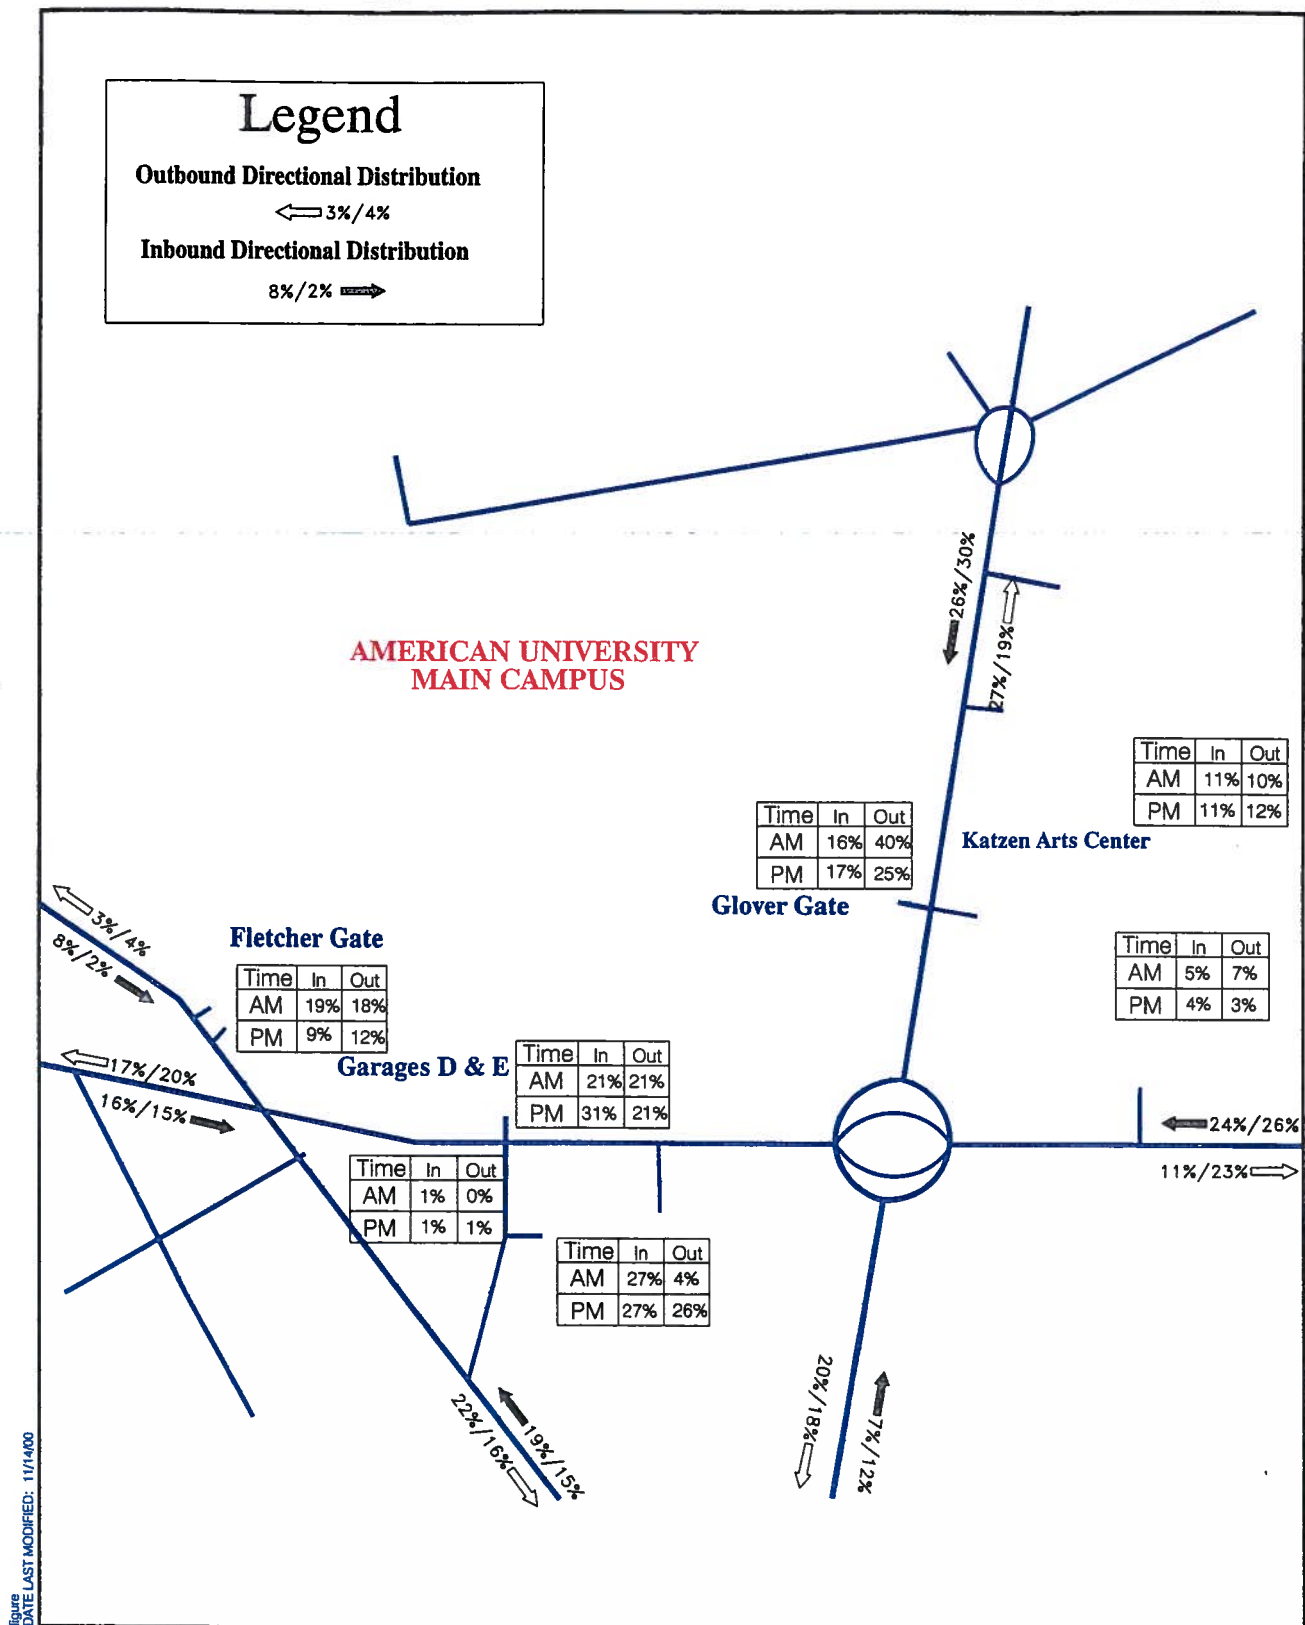 Legend
Outbound Directional Distribution
3%/4%
Inbound Directional Distribution
8%/2%
26%/30%
27%/19%
AMERICAN UNIVERSITY
MAIN CAMPUS
Time In Out
AM 11% 10%
PM 11% 12%
Time In Out
AM 16% 40%
PM 17% 25%
Katzen Arts Center
Glover Gate
3%/4%
8%/2%
Fletcher Gate
Time In Out
AM 19% 18%
PM 9% 12%
Time In Out
AM 5% 7%
PM 4% 3%
17%/20%
16%/15%
Garages D & E
Time In Out
AM 21% 21%
PM 31% 21%
24%/26%
11%/23%
Time In Out
AM 1% 0%
PM 1% 1%
Time In Out
AM 27% 4%
PM 27% 26%
22%/16%
19%/15%
20%/18%
7%/12%
figure
DATE LAST MODIFIED: 11/14/00